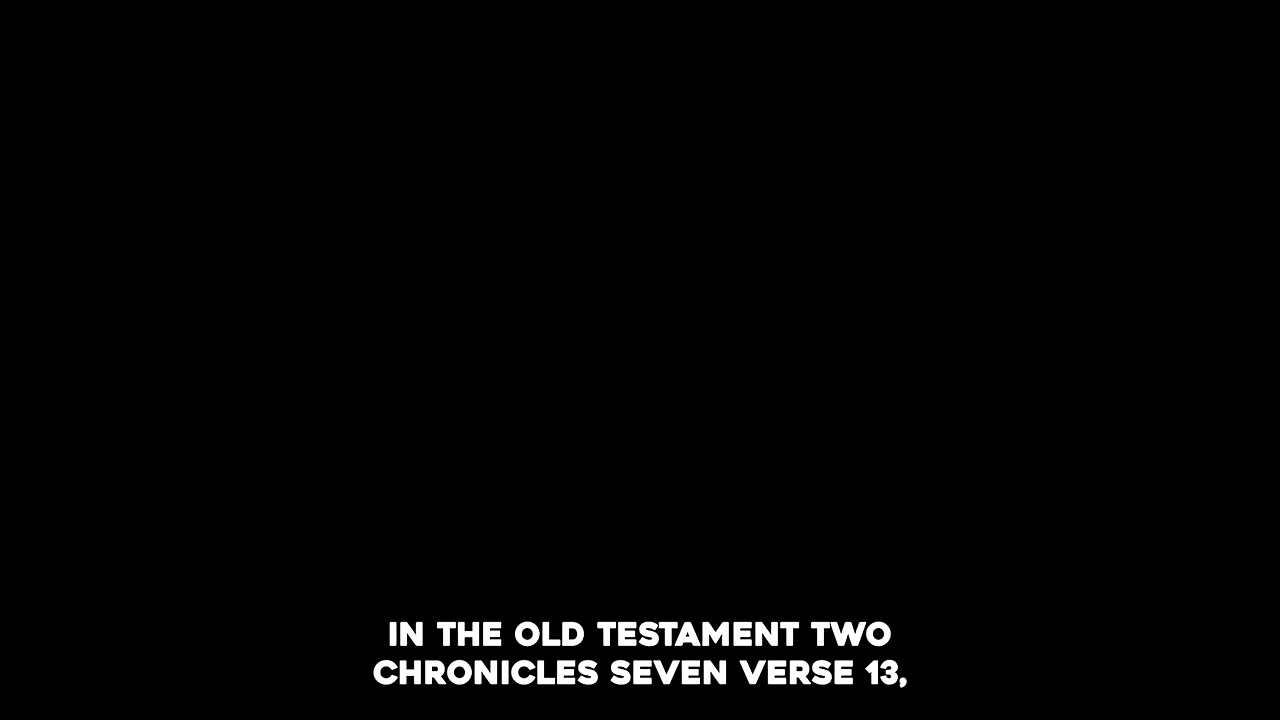 IN THE OLD TESTAMENT TWO
CHRONICLES SEVEN VERSE 13,